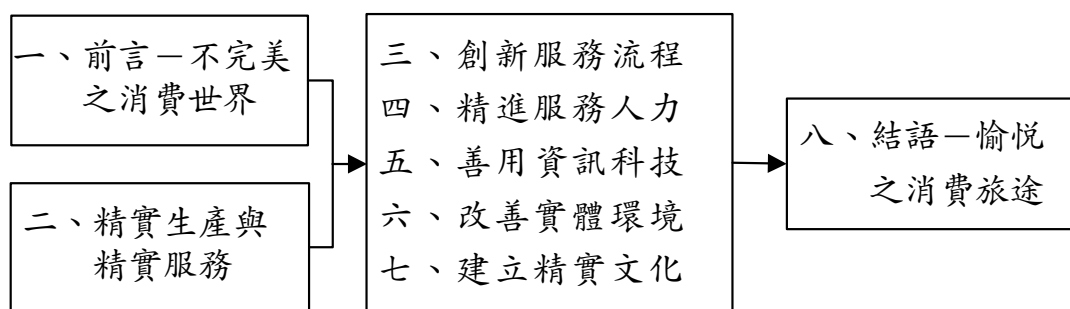 一、前言－不完美
之消費世界
二、精實生產與
精實服務
三、創新服務流程
四、精進服務人力
五、善用資訊科技
六、改善實體環境
七、建立精實文化
八、結語－愉悅
之消費旅途